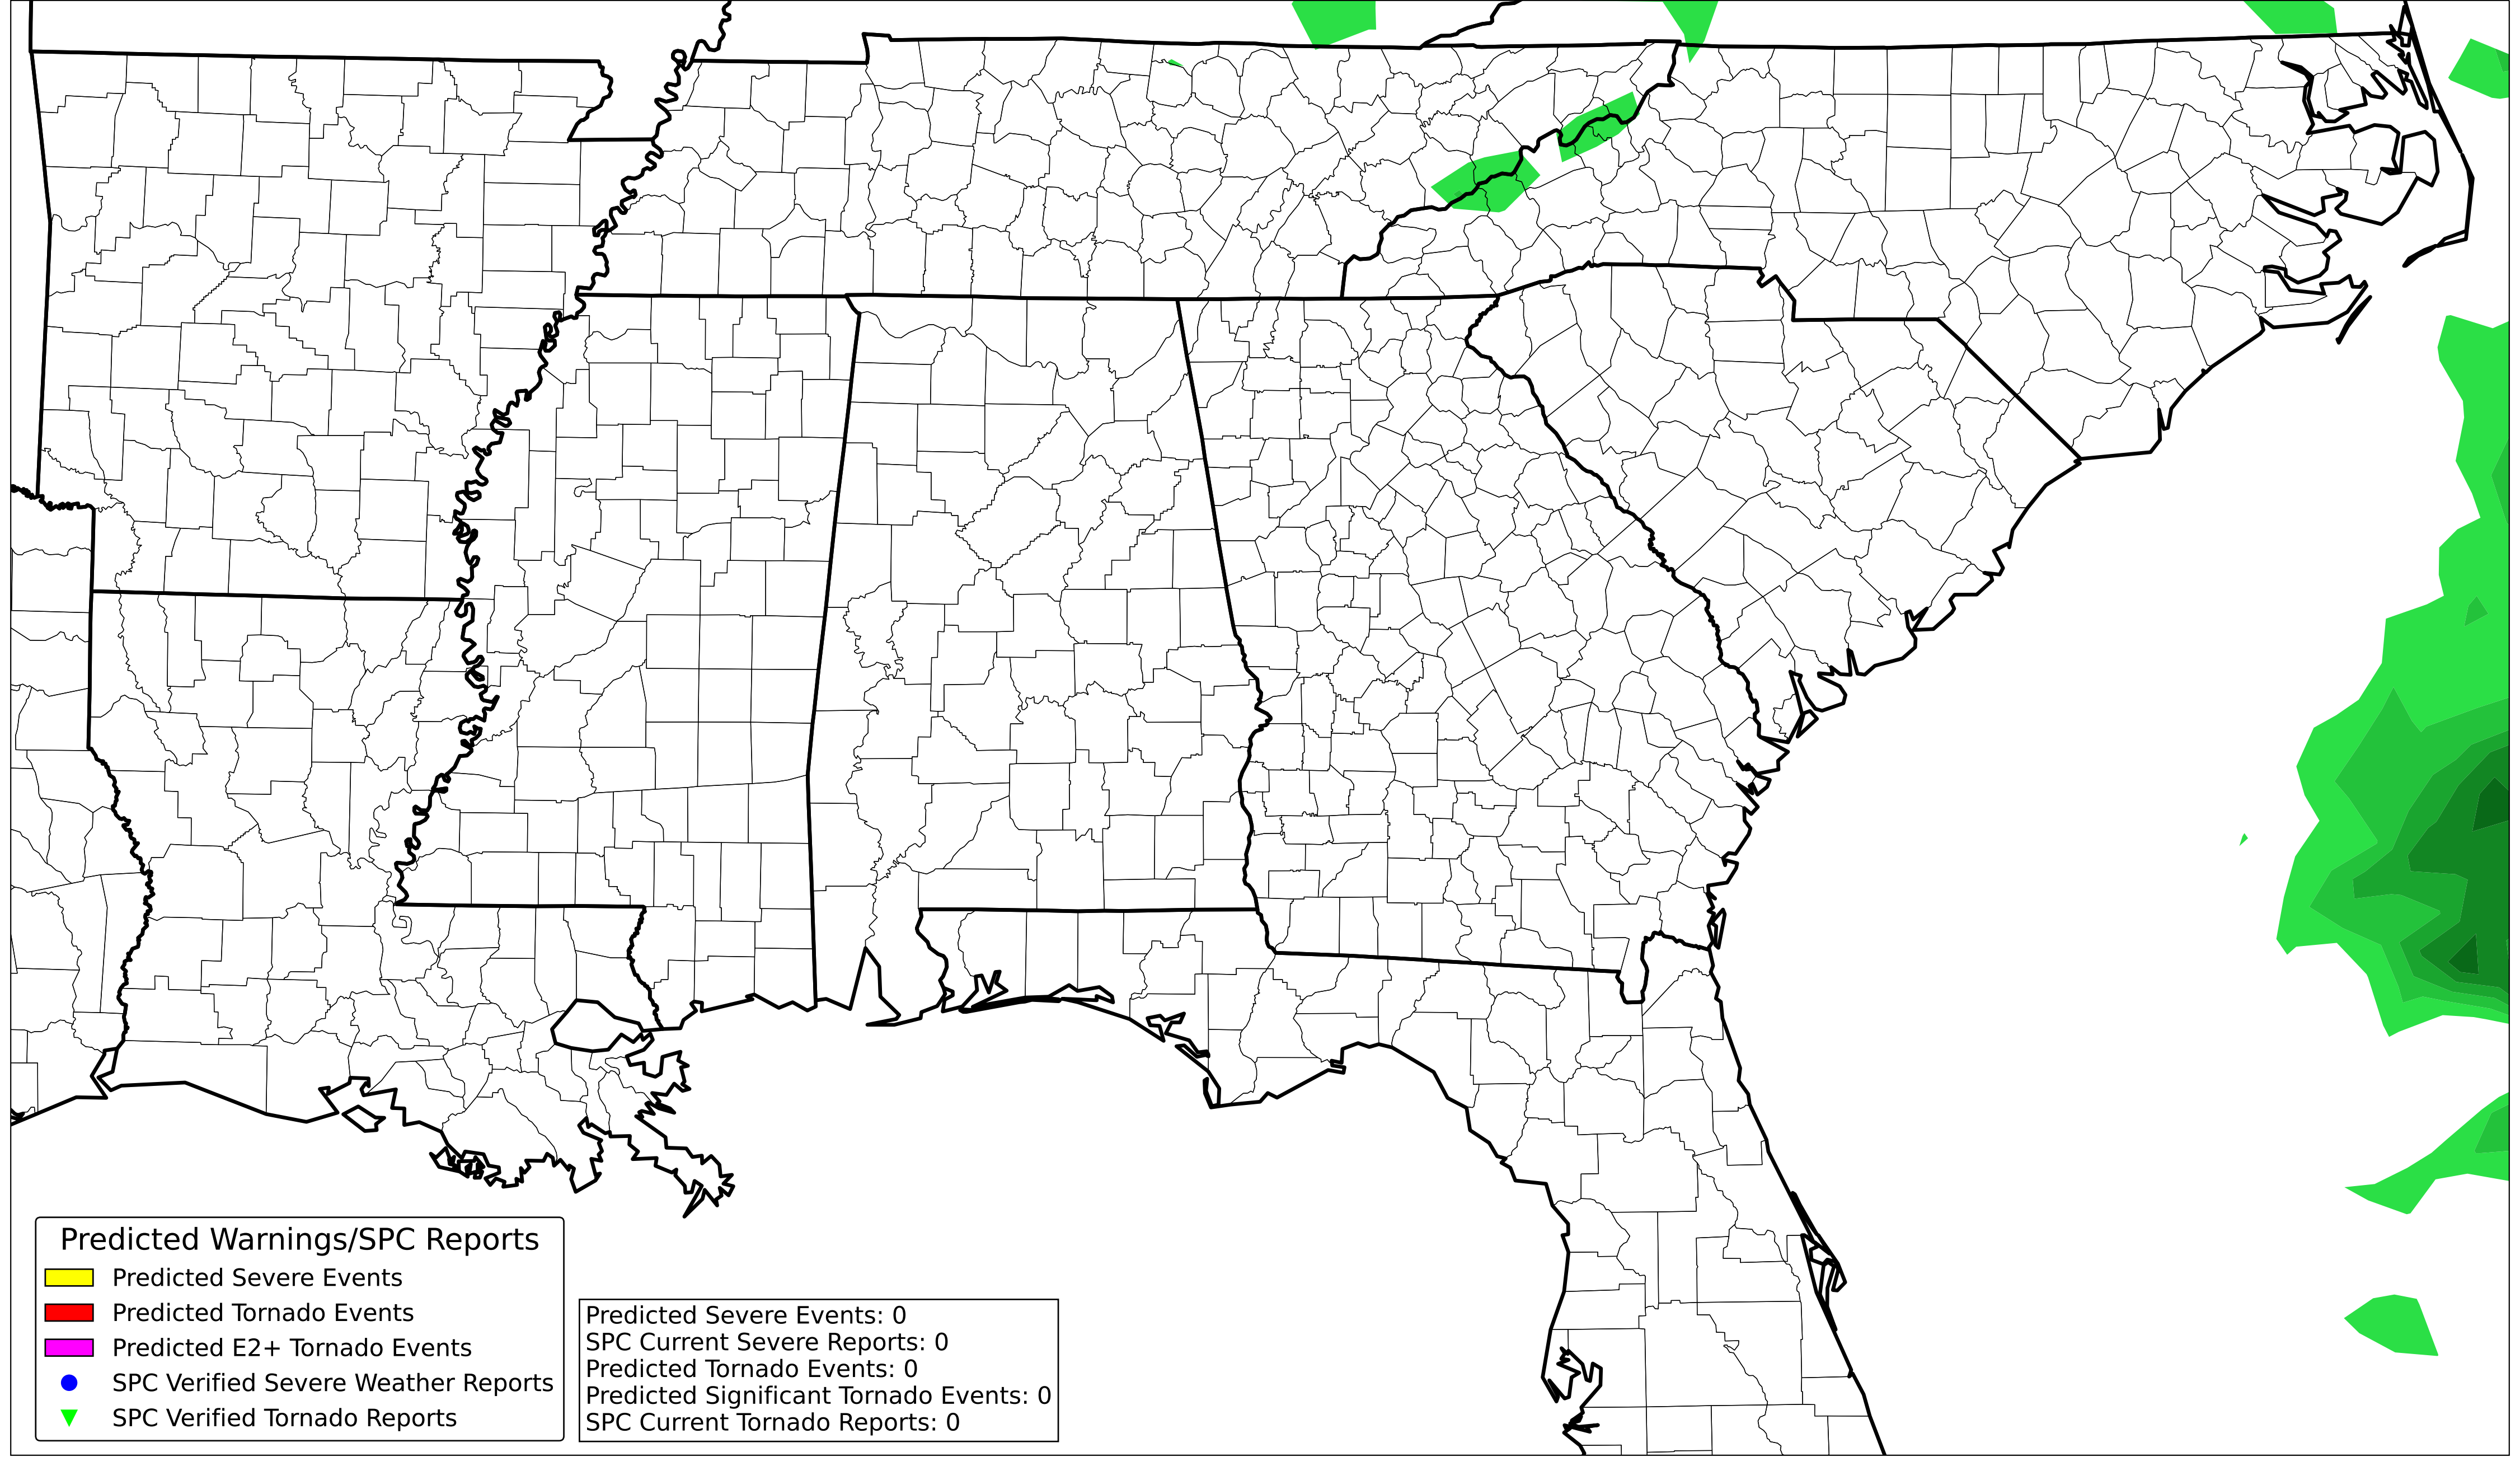 Predicted Warnings/SPC Reports
Predicted Severe Events
Predicted Tornado Events
Predicted E2+ Tornado Events
SPC Verified Severe Weather Reports
SPC Verified Tornado Reports
Predicted Severe Events: 0
SPC Current Severe Reports: 0
Predicted Tornado Events: 0
Predicted Significant Tornado Events: 0
SPC Current Tornado Reports: 0